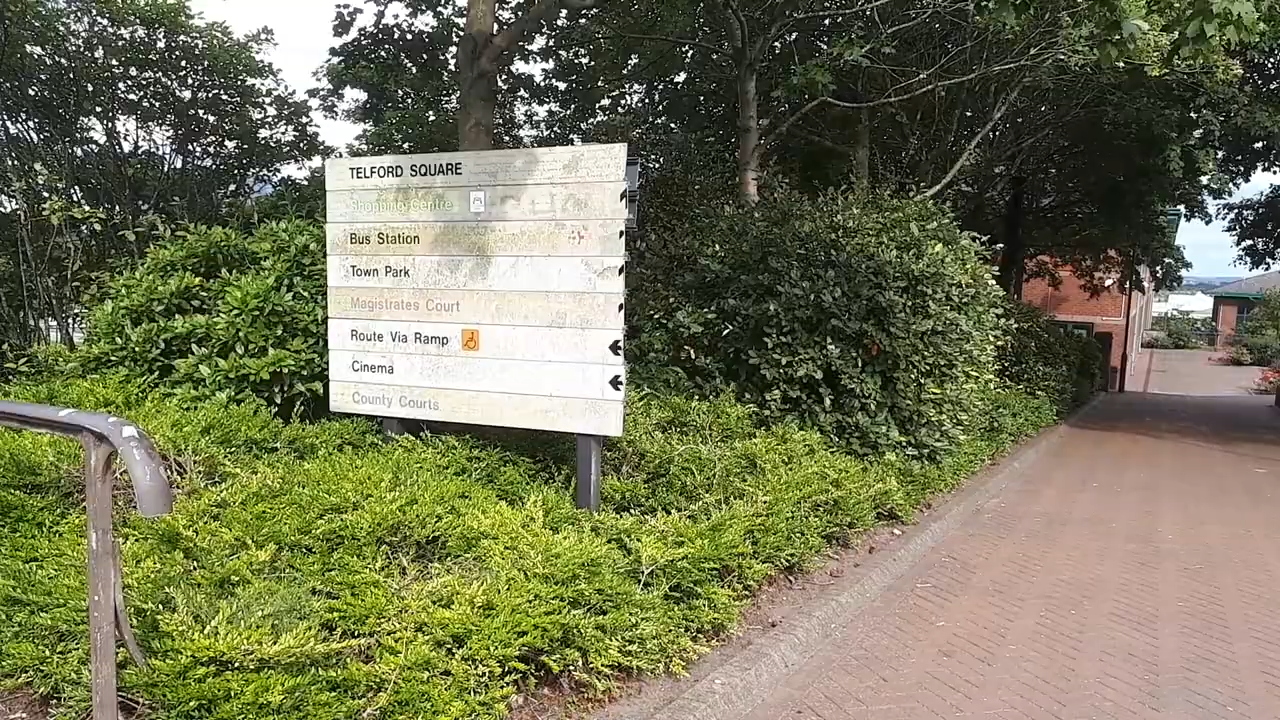 TELFORD SQUARE
Shopping Centre
Bus Station
Town Park
Magistrates Court
Route Via Ramp
Cinema
County Courts